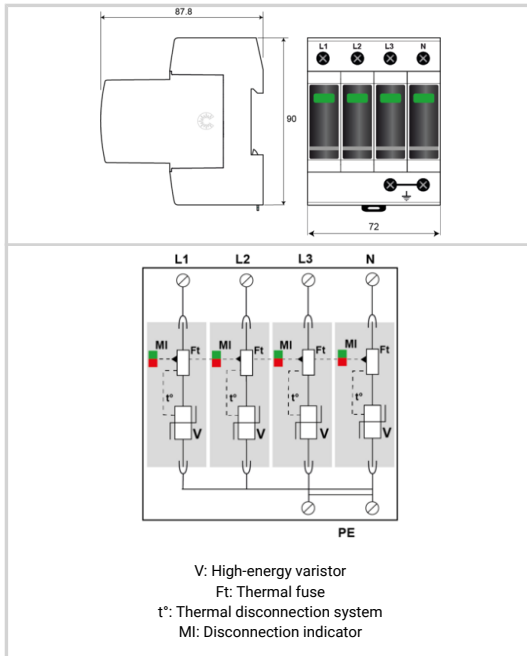 87.8
L1 L2 L3 N
90
72
L1 L2 L3 N
MI Ft MI Ft MI Ft MI Ft
t° t° t° t°
V V V V
PE
V: High-energy varistor
Ft: Thermal fuse
t°: Thermal disconnection system
MI: Disconnection indicator